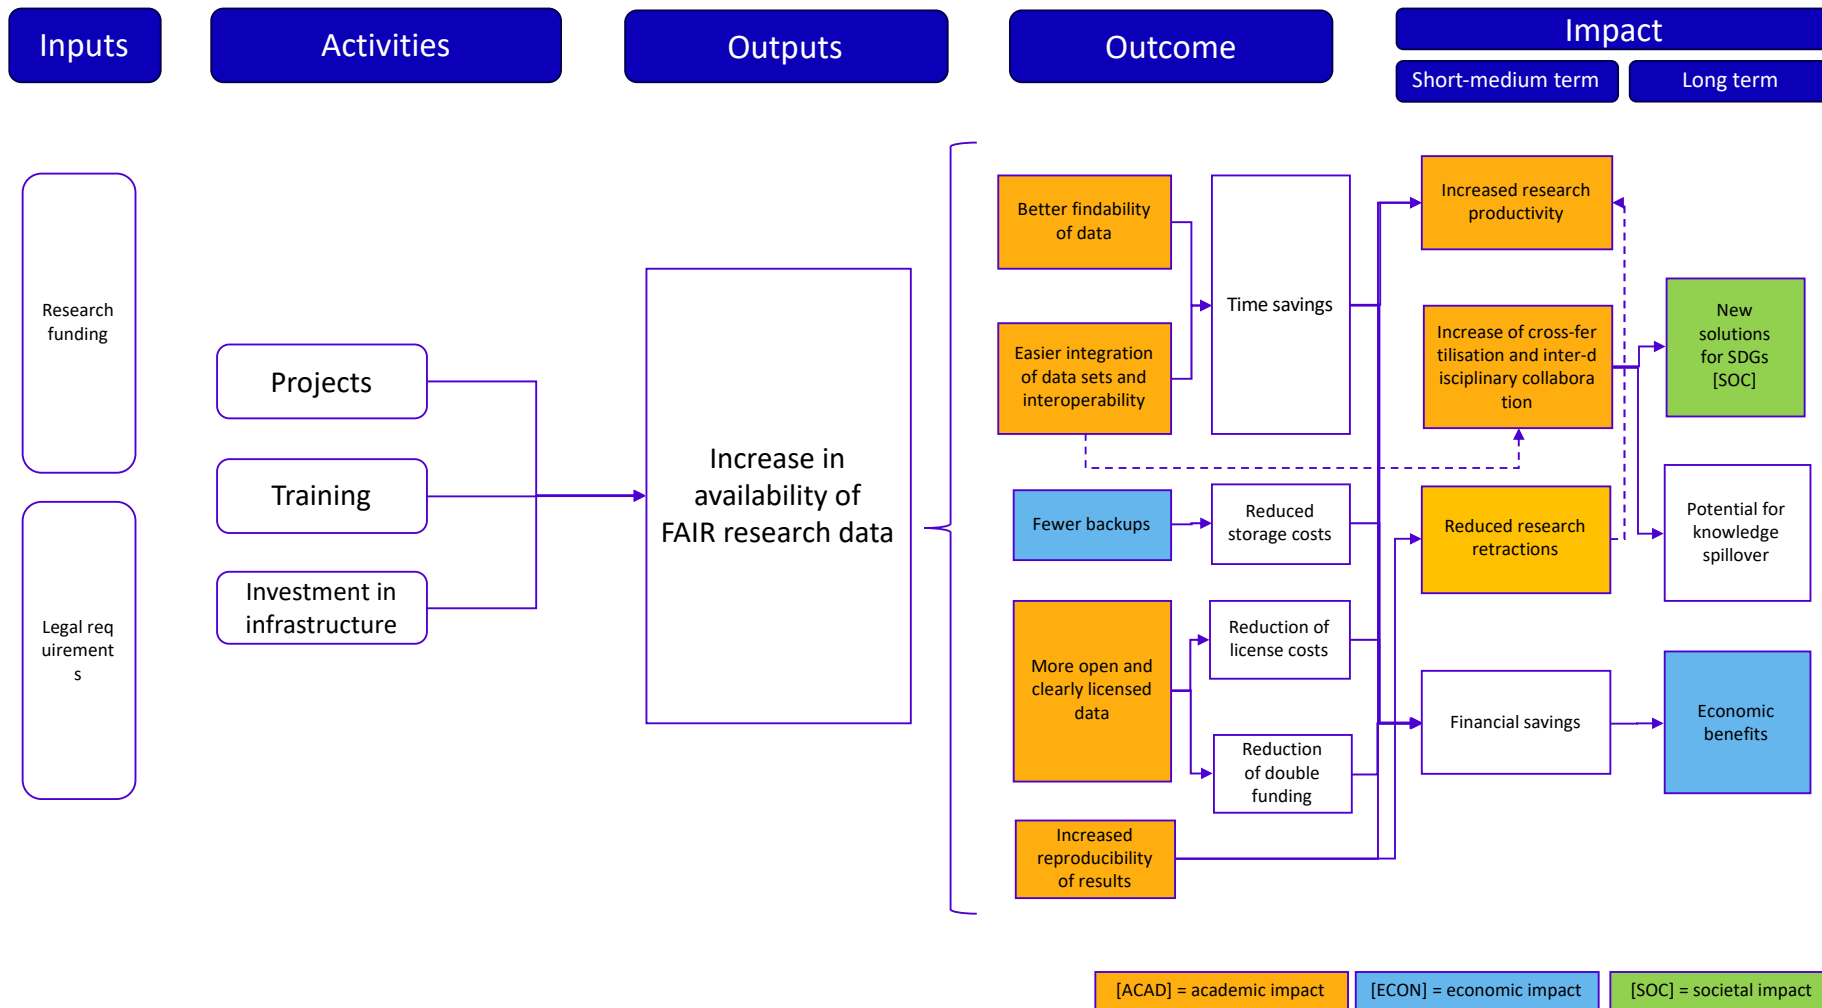 Inputs
Activities
Outputs
Outcome
Impact
Short-medium term
Long term
Research
funding
Legal req
uirement
s
Projects
Training
Investment in
infrastructure
Increase in
availability of
FAIR research data
Better findability
of data
Easier integration
of data sets and
interoperability
Fewer backups
More open and
clearly licensed
data
Increased
reproducibility
of results
Time savings
Reduced
storage costs
Reduction of
license costs
Reduction
of double
funding
Increased research
productivity
Increase of cross-fer
tilisation and inter-d
isciplinary collabora
tion
Reduced research
retractions
Financial savings
New
solutions
for SDGs
[SOC]
Potential for
knowledge
spillover
Economic
benefits
[ACAD] = academic impact
[ECON] = economic impact
[SOC] = societal impact